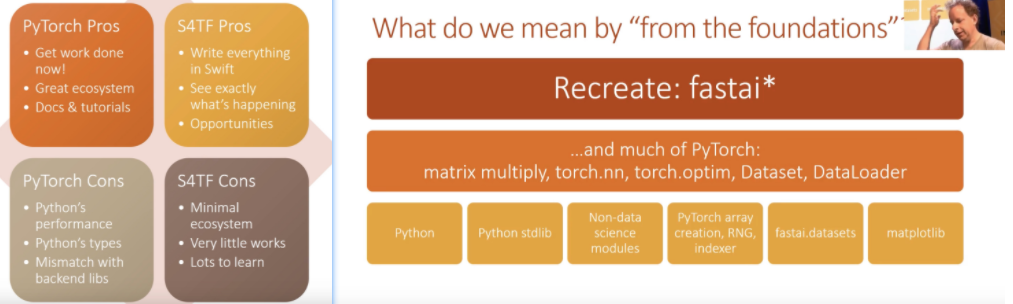 PyTorch Pros
• Get work done
now!
• Great ecosystem
• Docs & tutorials
S4TF Pros
• Write everything
in Swift
• See exactly
what's happening
• Opportunities
PyTorch Cons
• Python's
performance
• Python's types
• Mismatch with
backend libs
S4TF Cons
• Minimal
ecosystem
• Very little works
• Lots to learn
What do we mean by “from the foundations”
Recreate: fastai*
...and much of PyTorch:
matrix multiply, torch.nn, torch.optim, Dataset, DataLoader
Python
Python stdlib
Non-data
science
modules
PyTorch array
creation, RNG,
indexer
fastai.datasets
matplotlib